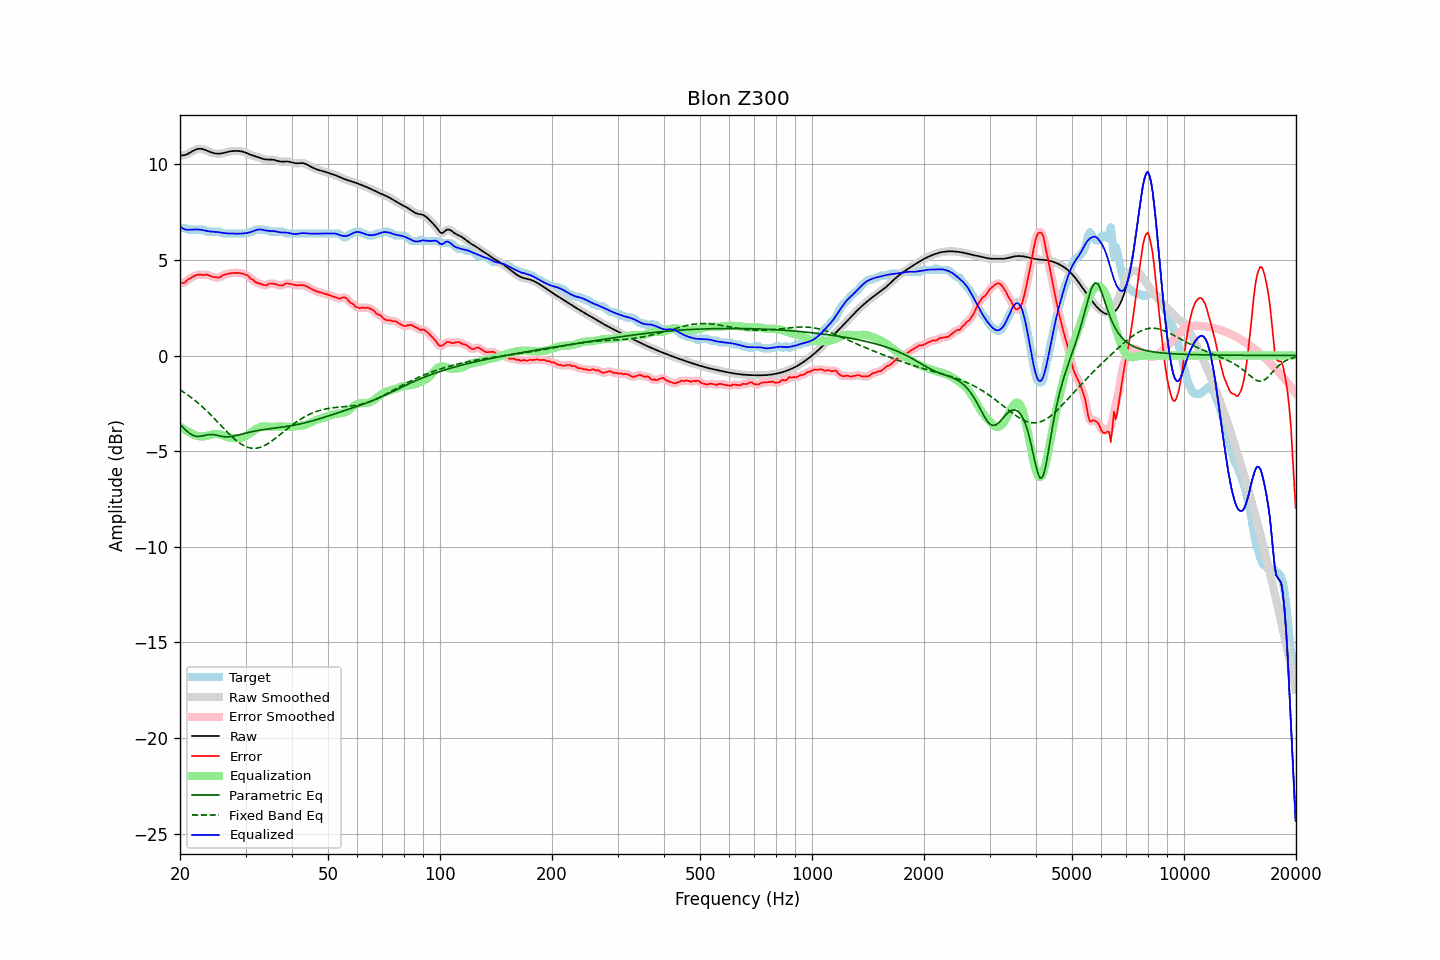 Blon Z300
Amplitude (dBr)
10
5
0
−5
−10
−15
−20
−25
Target
Raw Smoothed
Error Smoothed
Raw
Error
Equalization
Parametric Eq
Fixed Band Eq
Equalized
20 50 100 200 500 1000 2000 5000 10000 20000
Frequency (Hz)